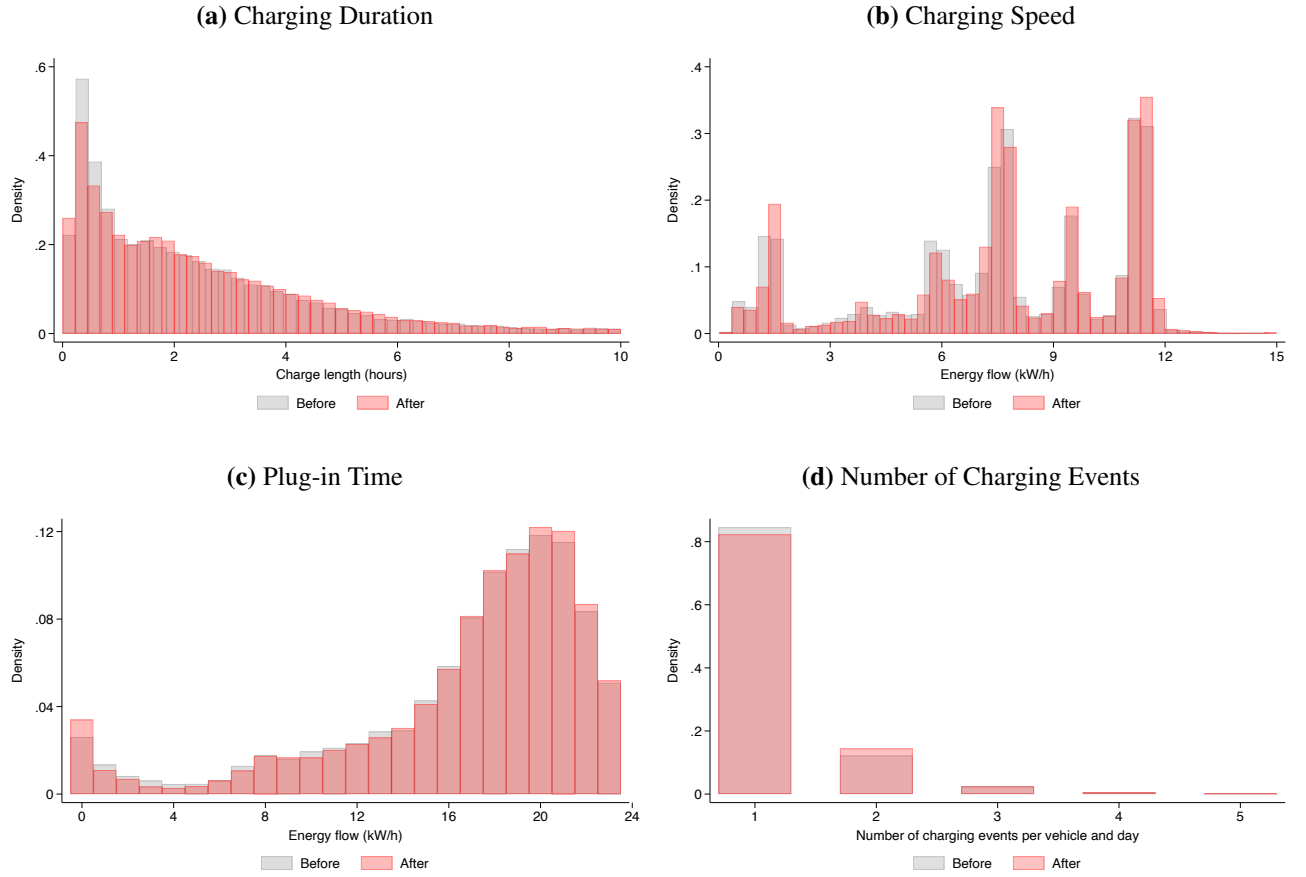 (a) Charging Duration
.6
.4
.2
0
Density
0 2 4 6 8 10
Charge length (hours)
Before After
(b) Charging Speed
.4
.3
.2
.1
0
Density
0 3 6 9 12 15
Energy flow (kW/h)
Before After
(c) Plug-in Time
.12
.08
.04
0
Density
0 4 8 12 16 20 24
Energy flow (kW/h)
Before After
(d) Number of Charging Events
.8
.6
.4
.2
0
Density
1 2 3 4 5
Number of charging events per vehicle and day
Before After